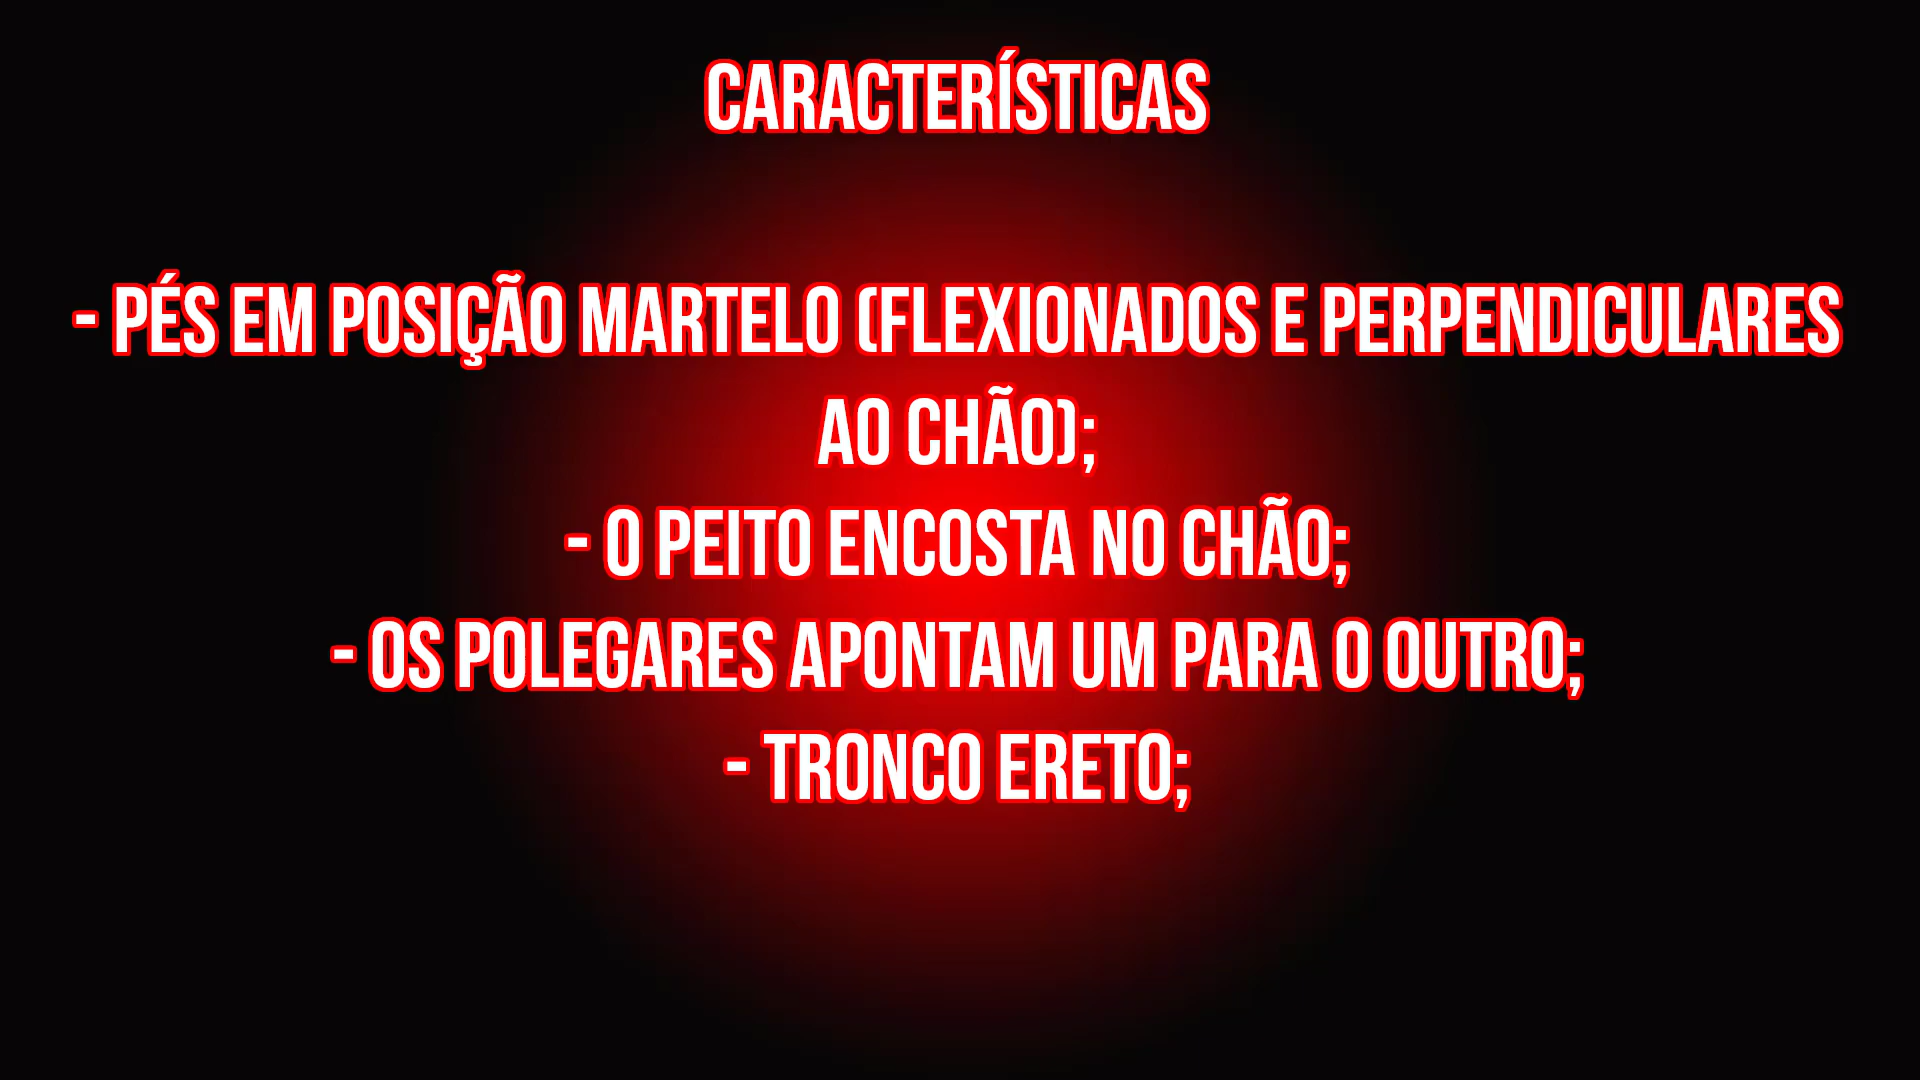 CARACTERÍSTICAS
- PÉS EM POSIÇÃO MARTELO (FLEXIONADOS E PERPENDICULARES
AO CHÃO);
- O PEITO ENCOSTA NO CHÃO;
- OS POLEGARES APONTAM UM PARA O OUTRO;
- TRONCO ERETO;